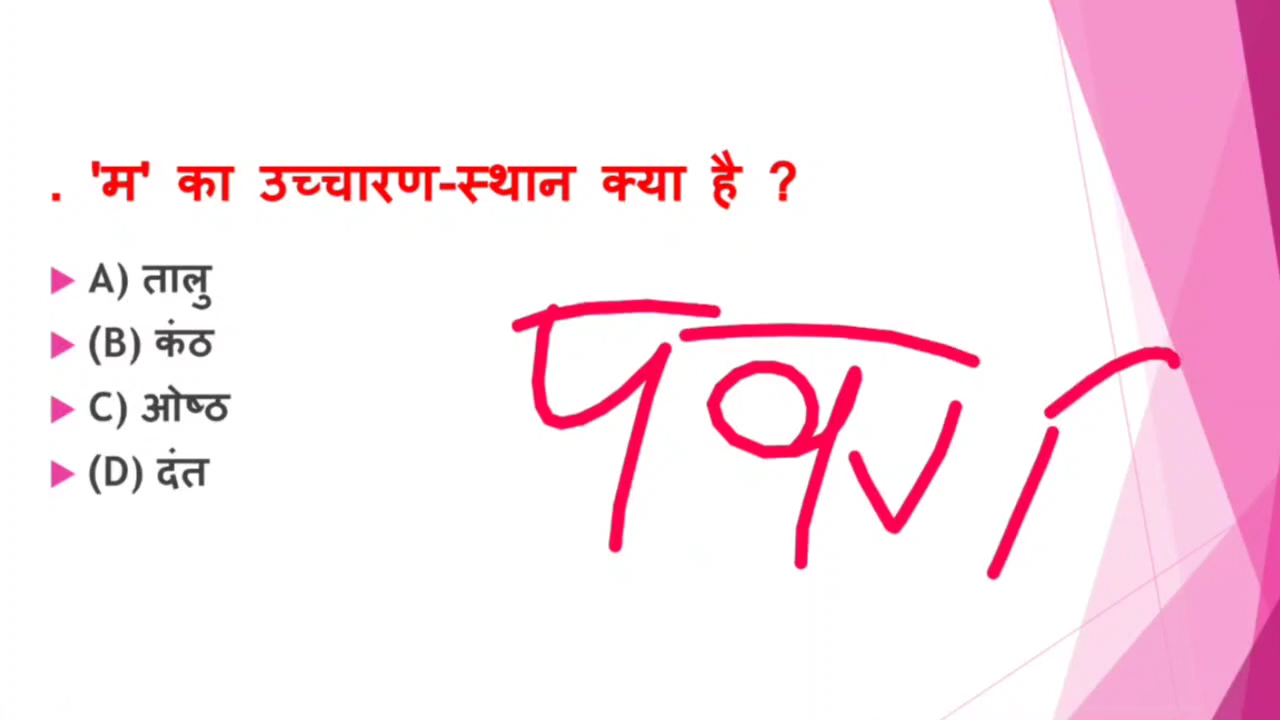 . 'म' का उच्चारण-स्थान क्या है ?
A) तालु
(B) कंठ
C) ओष्ठ
(D) दंत
पवर्ग